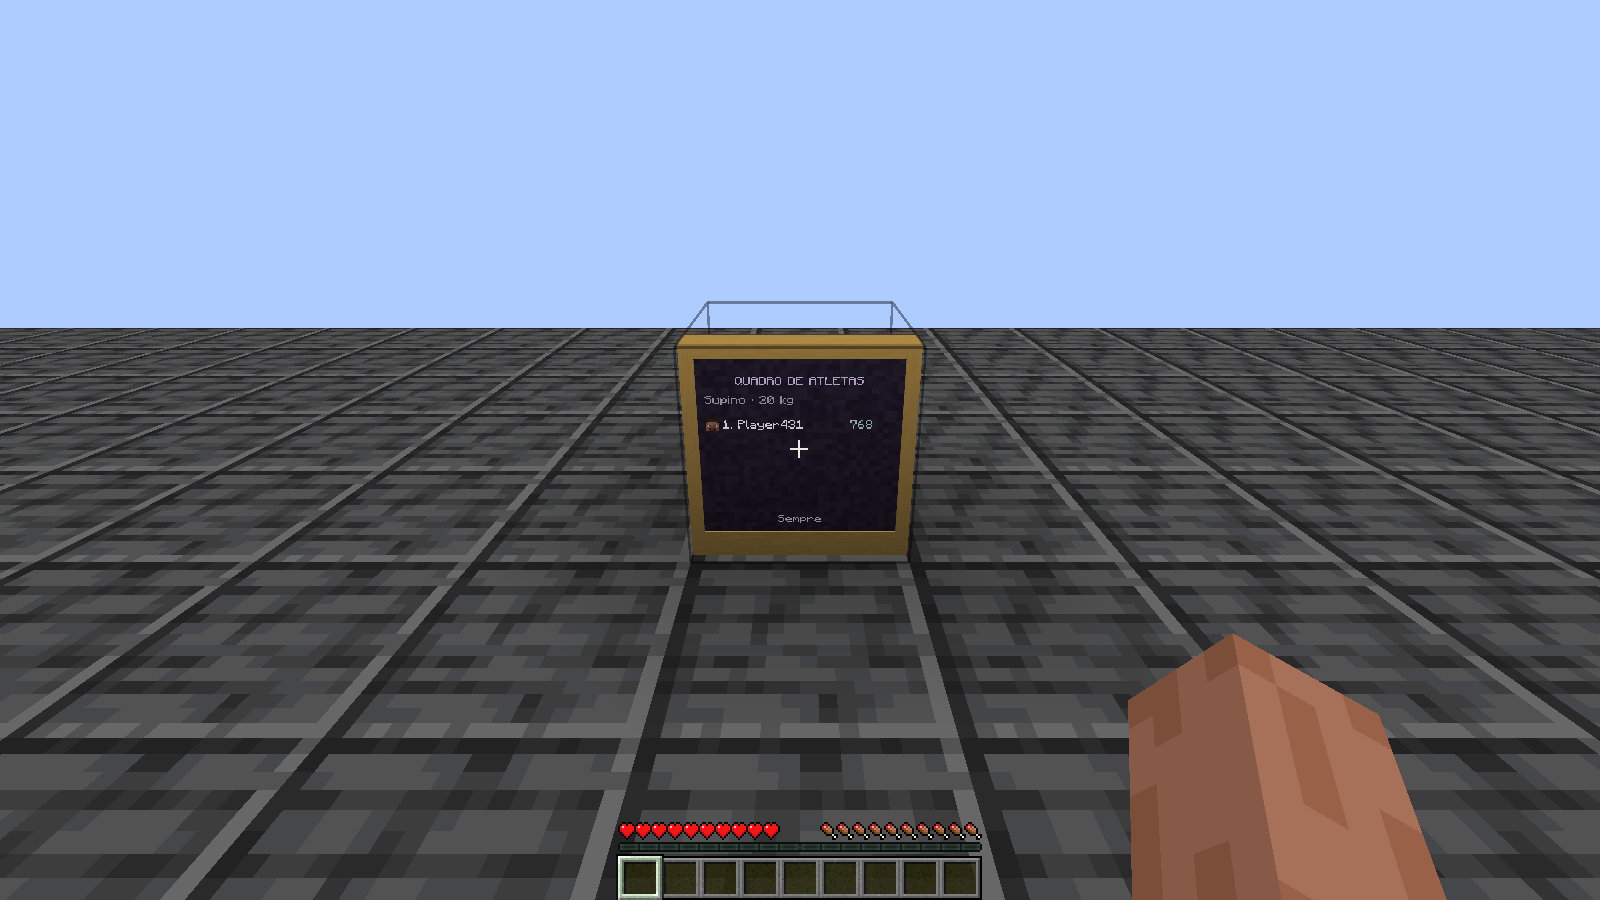 QUADRO DE ATLETAS
Supino · 20 kg
1. Player431 768
Sempre